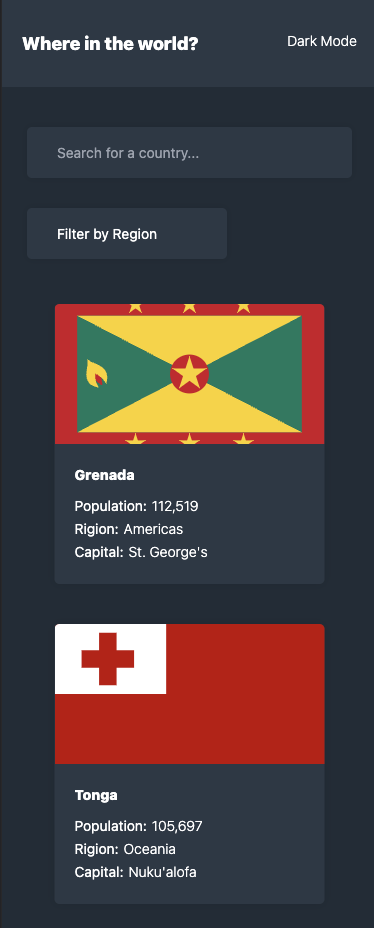 Where in the world?
Dark Mode
Search for a country...
Filter by Region
Grenada
Population: 112,519
Rigion: Americas
Capital: St. George's
Tonga
Population: 105,697
Rigion: Oceania
Capital: Nuku'alofa